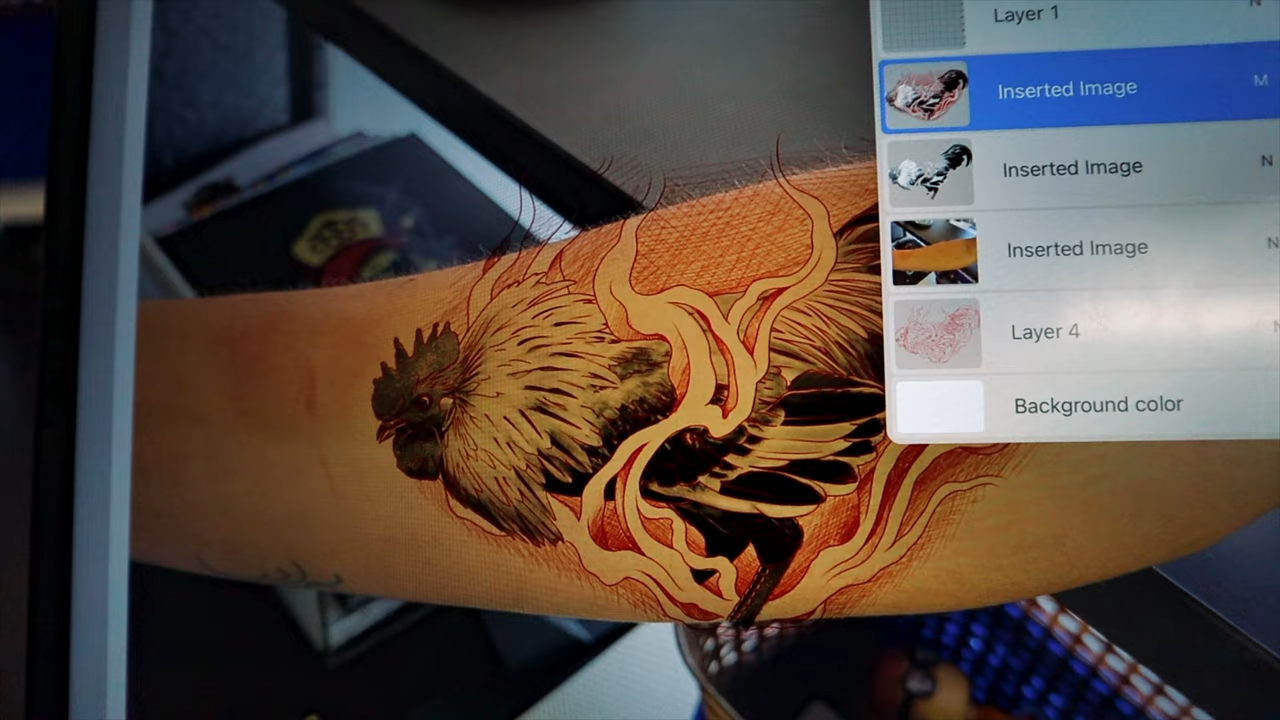 Layer 1 N
Inserted Image M
Inserted Image N
Inserted Image N
Layer 4
Background color